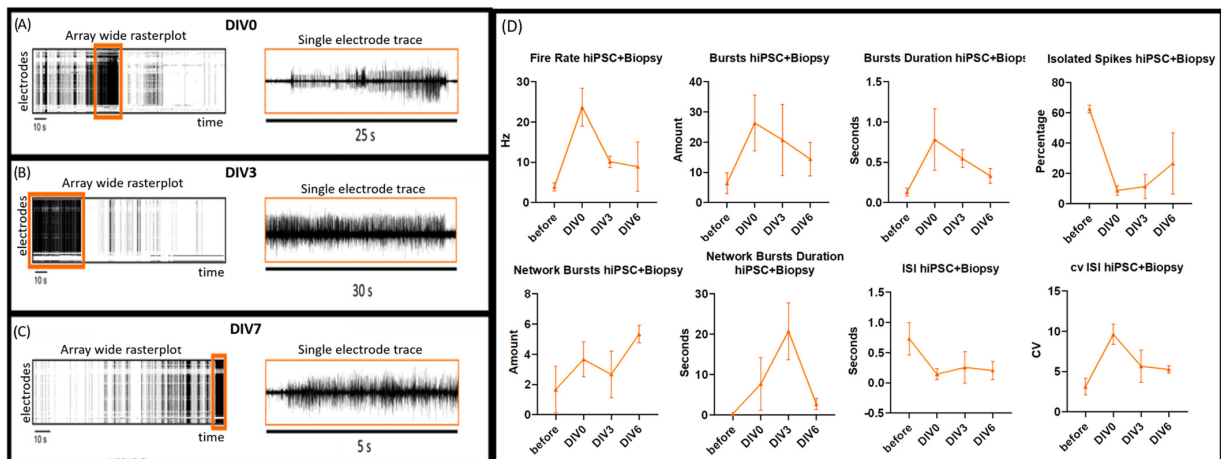 (A)
DIV0
Array wide rasterplot
Single electrode trace
electrodes
10 s
time
25 s
(B)
DIV3
Array wide rasterplot
Single electrode trace
electrodes
10 s
time
30 s
(C)
DIV7
Array wide rasterplot
Single electrode trace
electrodes
10 s
time
5 s
(D)
Fire Rate hiPSC+Biopsy
Hz
40
30
20
10
0
before DIV0 DIV3 DIV6
Bursts hiPSC+Biopsy
Amount
50
40
30
20
10
0
before DIV0 DIV3 DIV6
Bursts Duration hiPSC+Biops
Seconds
1.5
1.0
0.5
0.0
before DIV0 DIV3 DIV6
Isolated Spikes hiPSC+Biopsy
Percentage
80
60
40
20
0
before DIV0 DIV3 DIV6
Network Bursts hiPSC+Biopsy
Amount
8
6
4
2
0
before DIV0 DIV3 DIV6
Network Bursts Duration
hiPSC+Biopsy
Seconds
30
20
10
0
before DIV0 DIV3 DIV6
ISI hiPSC+Biopsy
Seconds
1.5
1.0
0.5
0.0
-0.5
before DIV0 DIV3 DIV6
cv ISI hiPSC+Biopsy
CV
15
10
5
0
before DIV0 DIV3 DIV6